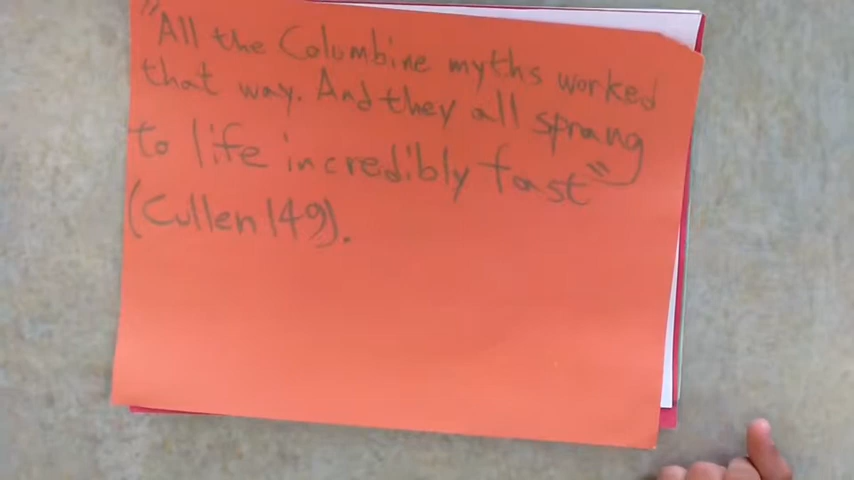 "All the Columbine myths worked
that way. And they all sprang
to life incredibly fast"
(Cullen 149).